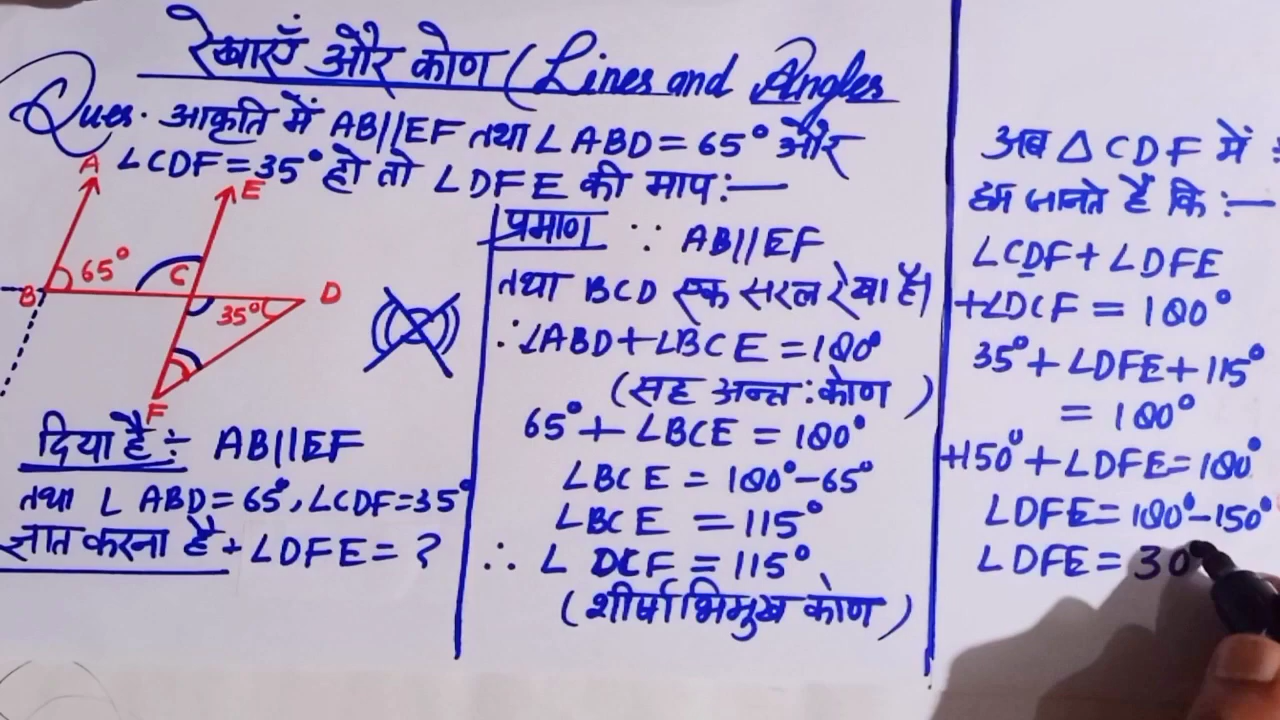 रेखाएँ और कोण (Lines and Angles
Ques. आकृति में AB//EF तथा ∠ABD = 65° और
∠CDF = 35° हो तो ∠DFE की माप:—
A
E
65°
C
B
D
35°
F
दिया है ÷ AB//EF
तथा ∠ABD = 65°, ∠CDF = 35°
ज्ञात करना है - ∠DFE = ?
प्रमाण ∵ AB//EF
तथा BCD एक सरल रेखा है।
∴ ∠ABD + ∠BCE = 180°
(सह अन्त: कोण)
65° + ∠BCE = 180°
∠BCE = 180° - 65°
∠BCE = 115°
∴ ∠DCF = 115°
(शीर्षाभिमुख कोण)
अब △CDF में :
हम जानते हैं कि :—
∠CDF + ∠DFE
+∠DCF = 180°
35° + ∠DFE + 115°
= 180°
+150° + ∠DFE = 180°
∠DFE = 180° - 150°
∠DFE = 30°